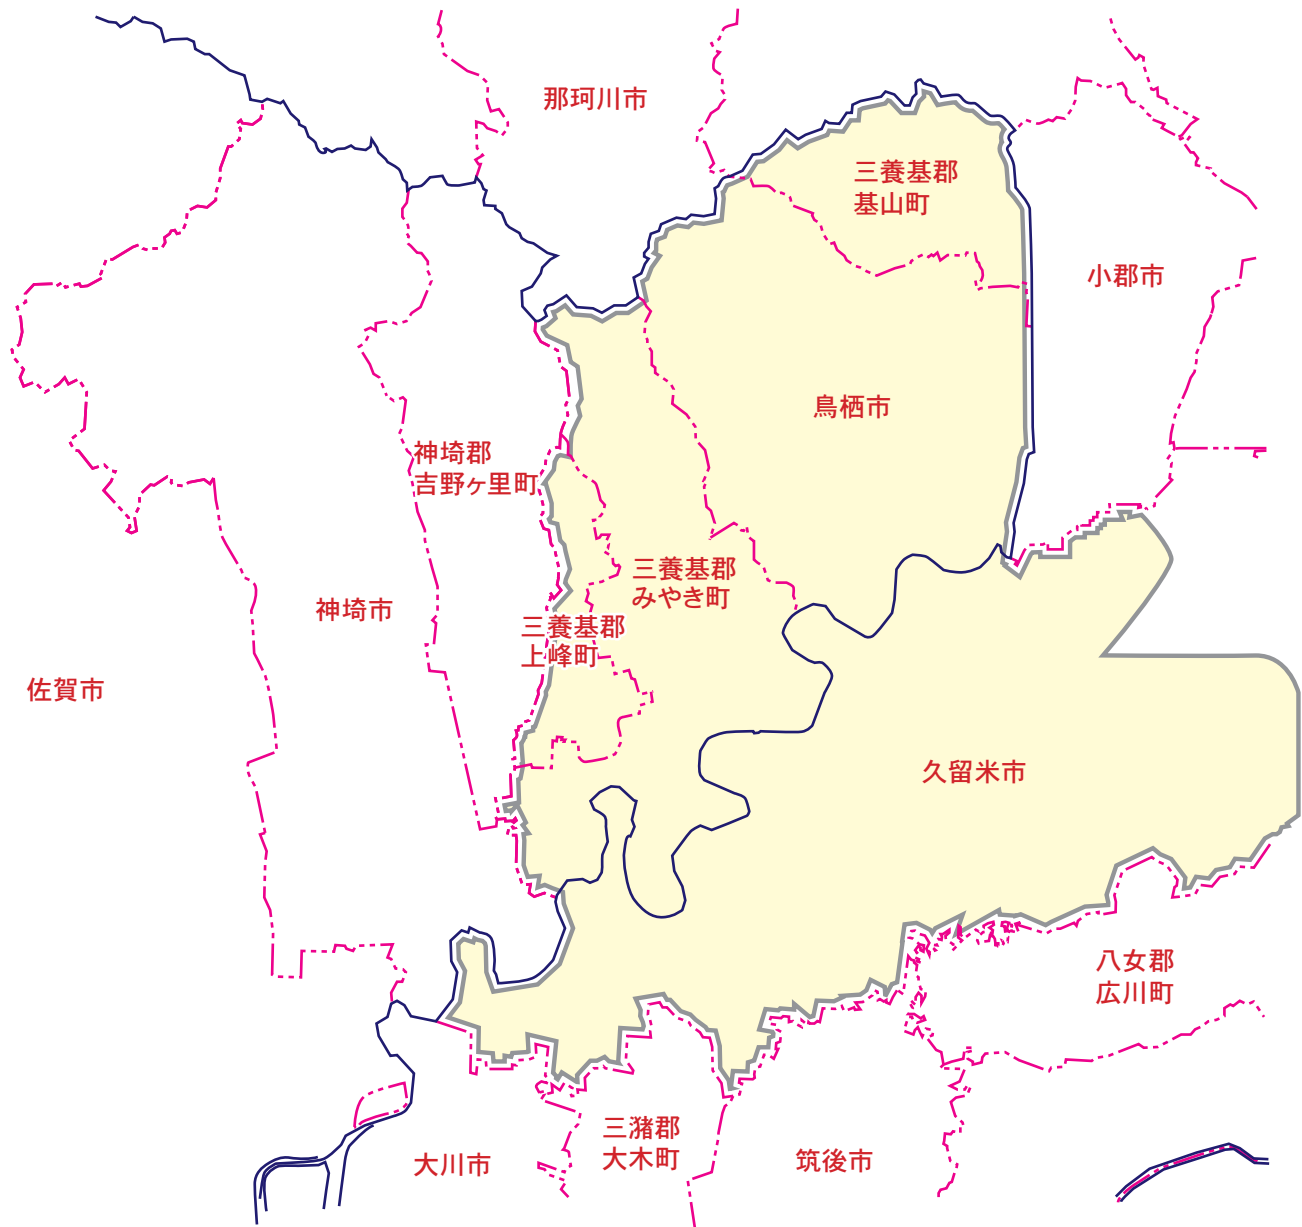 那珂川市
三養基郡
基山町
小郡市
鳥栖市
神埼郡
吉野ヶ里町
三養基郡
みやき町
神埼市
三養基郡
上峰町
佐賀市
久留米市
八女郡
広川町
三潴郡
大木町
大川市
筑後市